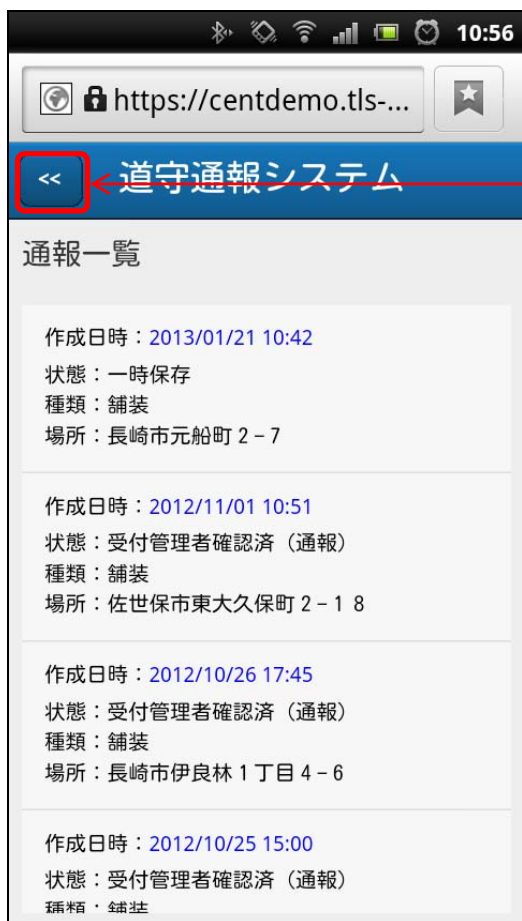 10:56
https://centdemo.tls-...
<< 道守通報システム
通報一覧
作成日時：2013/01/21 10:42
状態：一時保存
種類：舗装
場所：長崎市元船町２−７
作成日時：2012/11/01 10:51
状態：受付管理者確認済（通報）
種類：舗装
場所：佐世保市東大久保町２−１８
作成日時：2012/10/26 17:45
状態：受付管理者確認済（通報）
種類：舗装
場所：長崎市伊良林１丁目４−６
作成日時：2012/10/25 15:00
状態：受付管理者確認済（通報）
種類：舗装